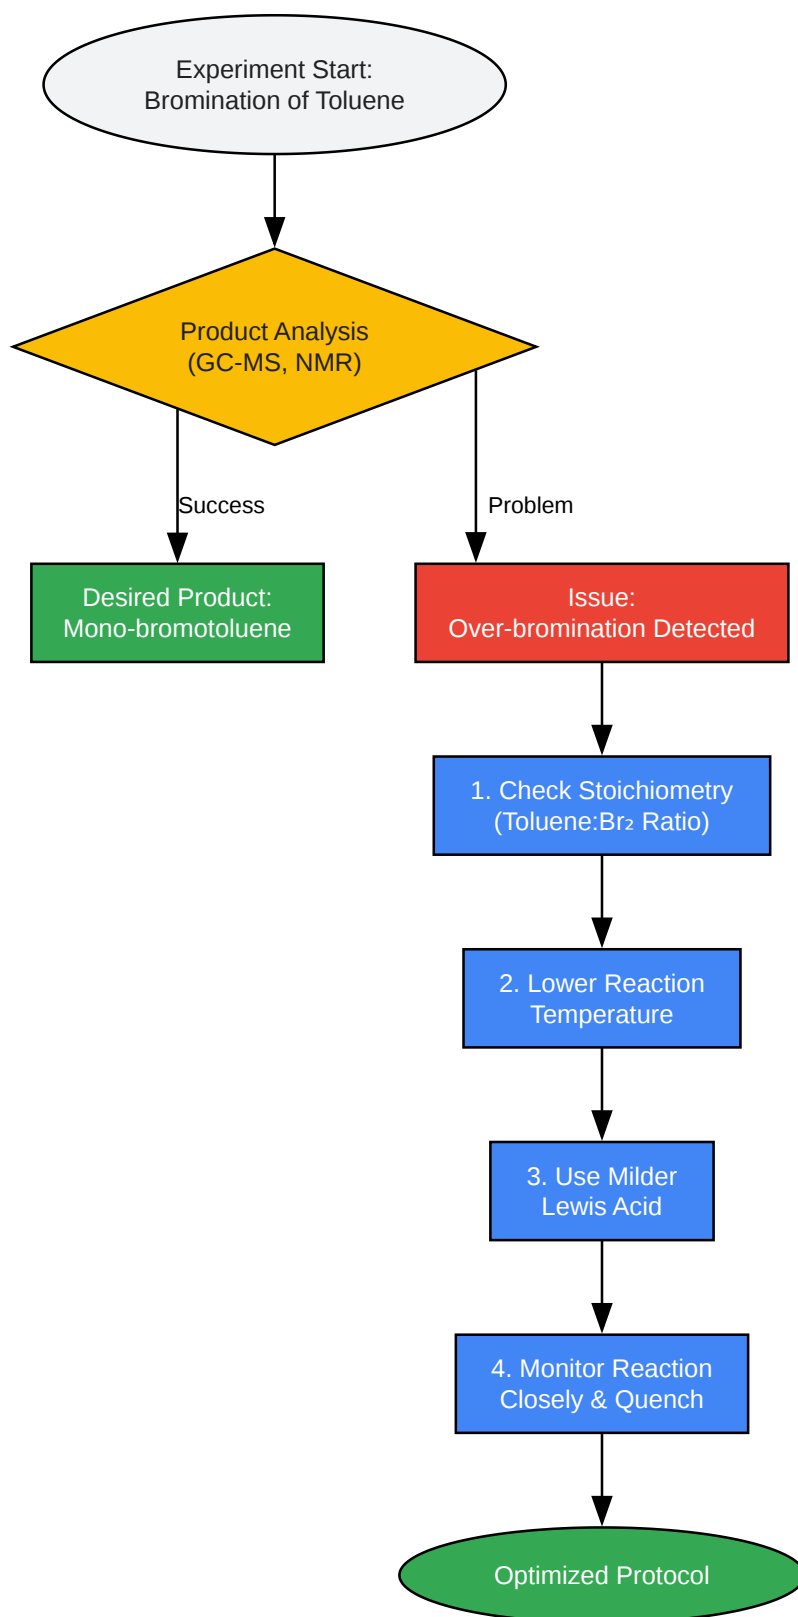 Experiment Start:
Bromination of Toluene
Product Analysis
(GC-MS, NMR)
Success
Problem
Desired Product:
Mono-bromotoluene
Issue:
Over-bromination Detected
1. Check Stoichiometry
(Toluene:Br₂ Ratio)
2. Lower Reaction
Temperature
3. Use Milder
Lewis Acid
4. Monitor Reaction
Closely & Quench
Optimized Protocol